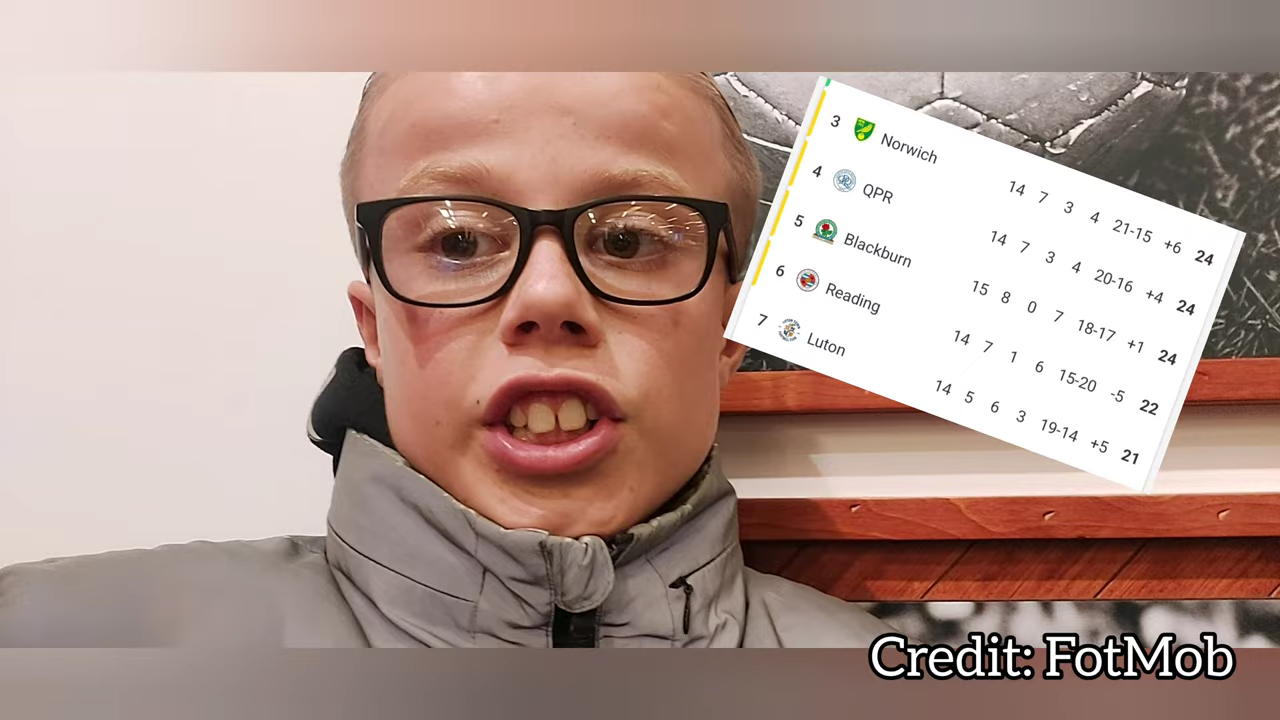 3 Norwich 14 7 3 4 21-15 +6 24
4 QPR 14 7 3 4 20-16 +4 24
5 Blackburn 15 8 0 7 18-17 +1 24
6 Reading 14 7 1 6 15-20 -5 22
7 Luton 14 5 6 3 19-14 +5 21
Credit: FotMob